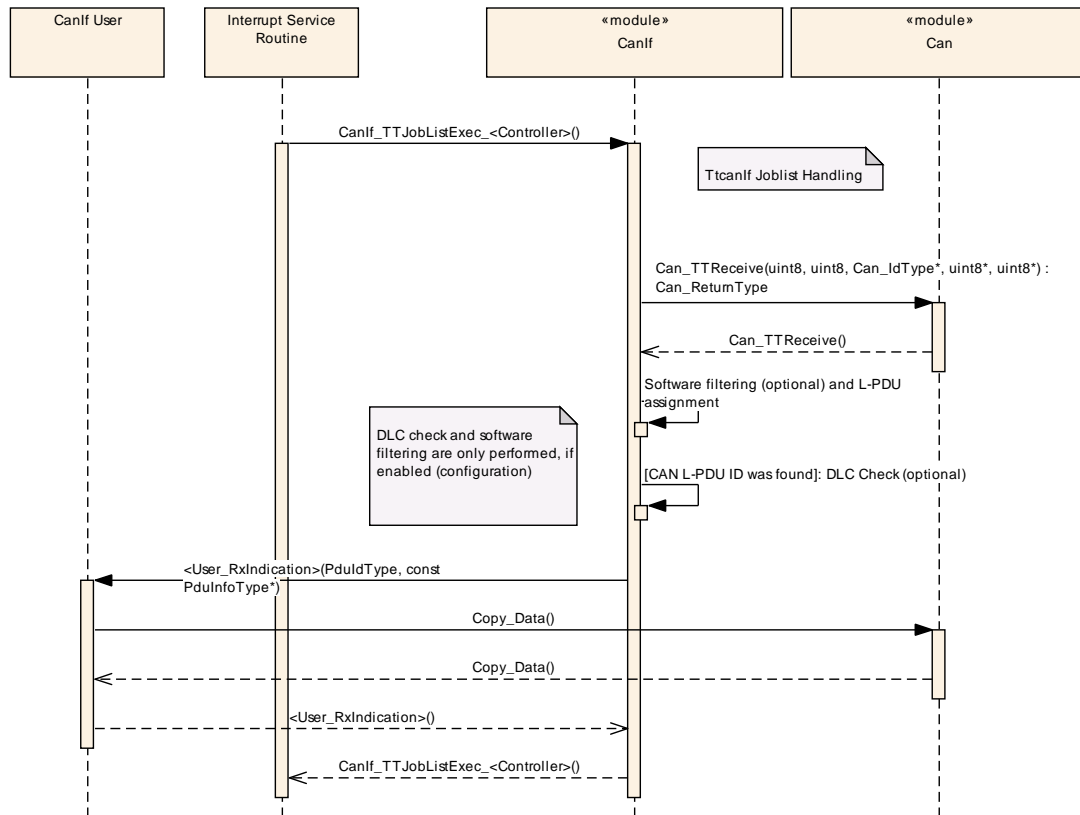 CanIf User
Interrupt Service
Routine
«module»
CanIf
«module»
Can
CanIf_TTJobListExec_<Controller>()
TtcanIf Joblist Handling
Can_TTReceive(uint8, uint8, Can_IdType*, uint8*, uint8*) :
Can_ReturnType
Can_TTReceive()
Software filtering (optional) and L-PDU
assignment
DLC check and software
filtering are only performed, if
enabled (configuration)
[CAN L-PDU ID was found]: DLC Check (optional)
<User_RxIndication>(PduIdType, const
PduInfoType*)
Copy_Data()
Copy_Data()
<User_RxIndication>()
CanIf_TTJobListExec_<Controller>()